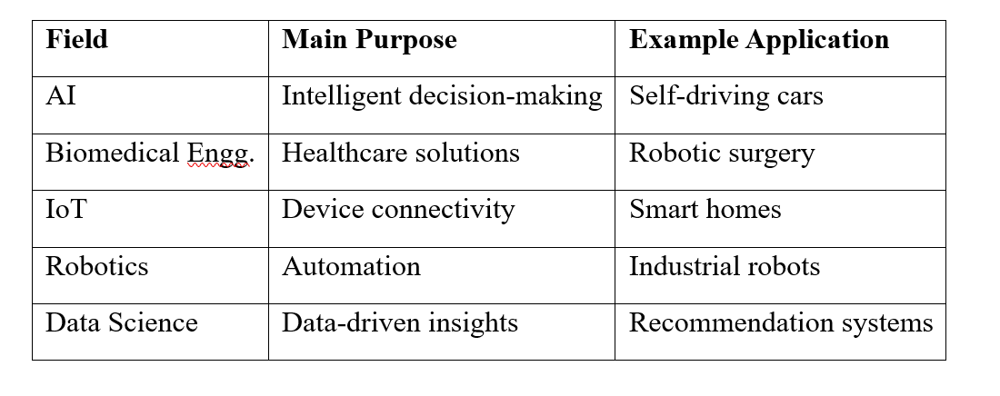 Field Main Purpose Example Application
AI Intelligent decision-making Self-driving cars
Biomedical Engg. Healthcare solutions Robotic surgery
IoT Device connectivity Smart homes
Robotics Automation Industrial robots
Data Science Data-driven insights Recommendation systems